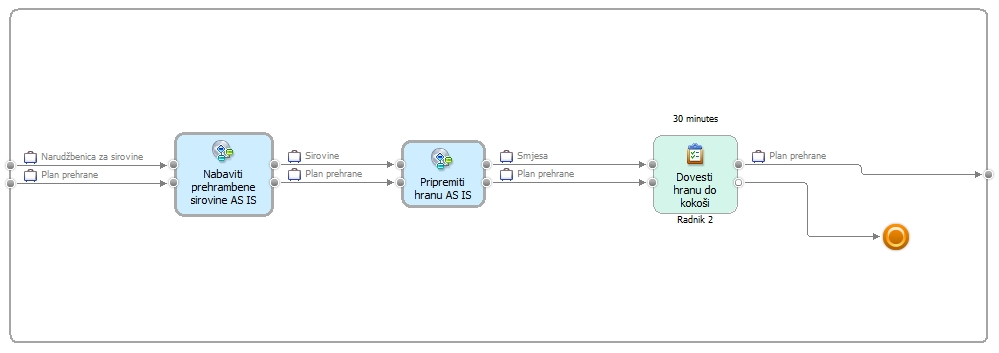 30 minutes
Narudžbenica za sirovine
Plan prehrane
Nabaviti
prehrambene
sirovine AS IS
Sirovine
Plan prehrane
Pripremiti
hranu AS IS
Smjesa
Plan prehrane
Dovesti
hranu do
kokoši
Radnik 2
Plan prehrane